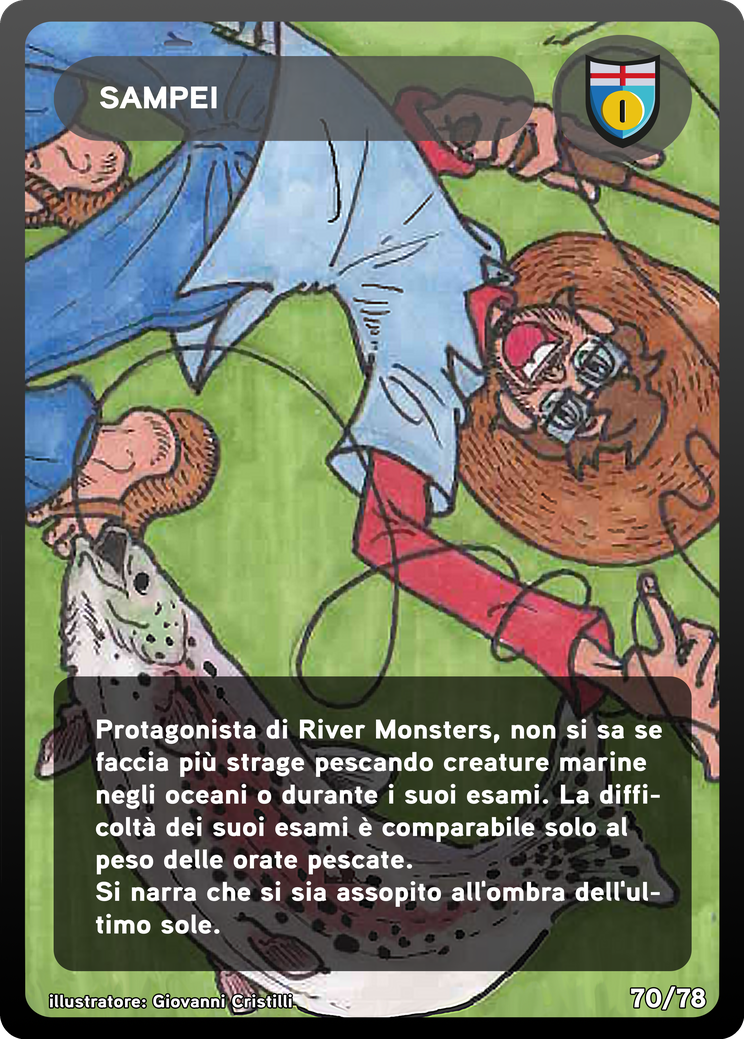 SAMPEI
Protagonista di River Monsters, non si sa se
faccia più strage pescando creature marine
negli oceani o durante i suoi esami. La diffi-
coltà dei suoi esami è comparabile solo al
peso delle orate pescate.
Si narra che si sia assopito all'ombra dell'ul-
timo sole.
illustratore: Giovanni Cristilli
70/78